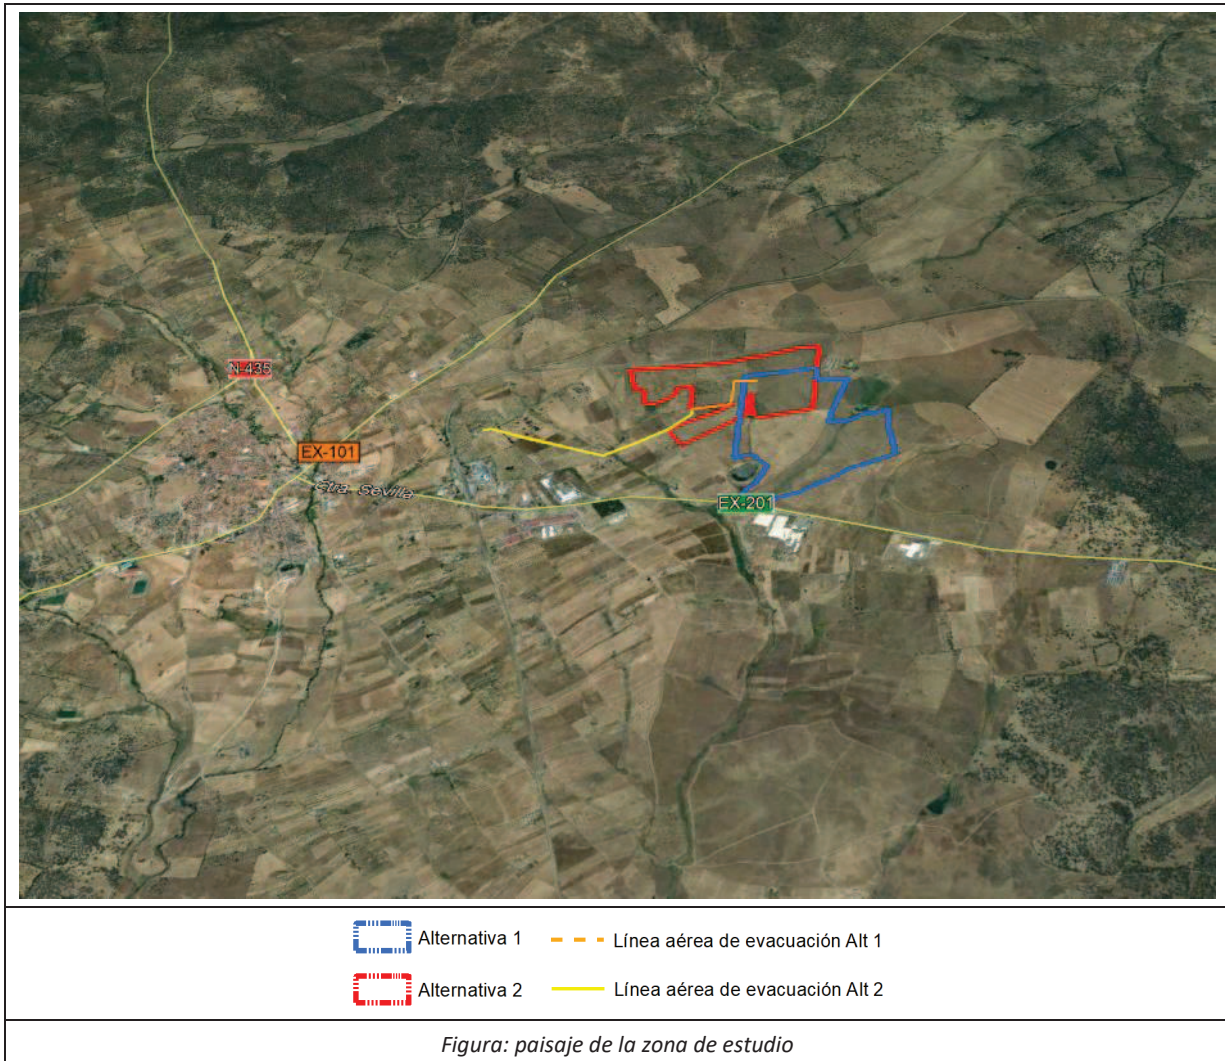 N-435
EX-101
Ctra. Sevilla
EX-201
Alternativa 1
Línea aérea de evacuación Alt 1
Alternativa 2
Línea aérea de evacuación Alt 2
Figura: paisaje de la zona de estudio